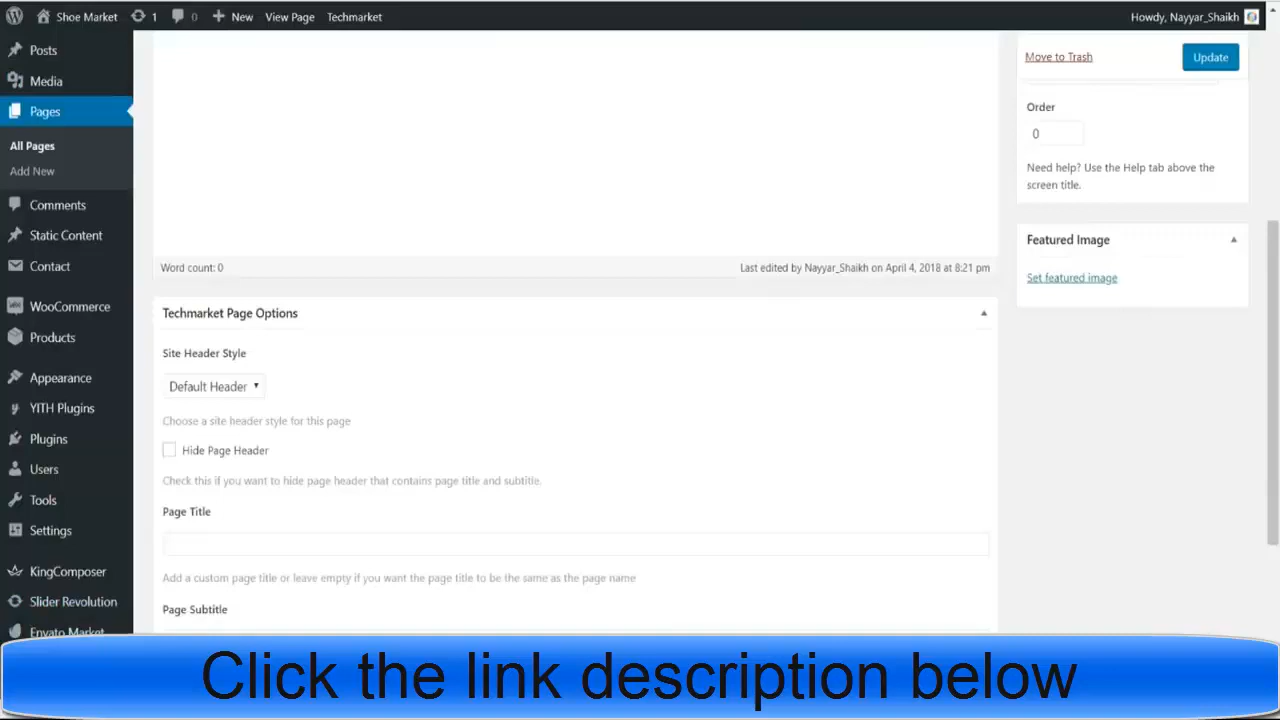 Shoe Market 1 0 New View Page Techmarket Howdy, Nayyar_Shaikh
Posts
Media
Pages
All Pages
Add New
Comments
Static Content
Contact
WooCommerce
Products
Appearance
YITH Plugins
Plugins
Users
Tools
Settings
KingComposer
Slider Revolution
Envato Market
Word count: 0 Last edited by Nayyar_Shaikh on April 4, 2018 at 8:21 pm
Techmarket Page Options
Site Header Style
Default Header
Choose a site header style for this page
Hide Page Header
Check this if you want to hide page header that contains page title and subtitle.
Page Title
Add a custom page title or leave empty if you want the page title to be the same as the page name
Page Subtitle
Move to Trash Update
Order
0
Need help? Use the Help tab above the
screen title.
Featured Image
Set featured image
Click the link description below